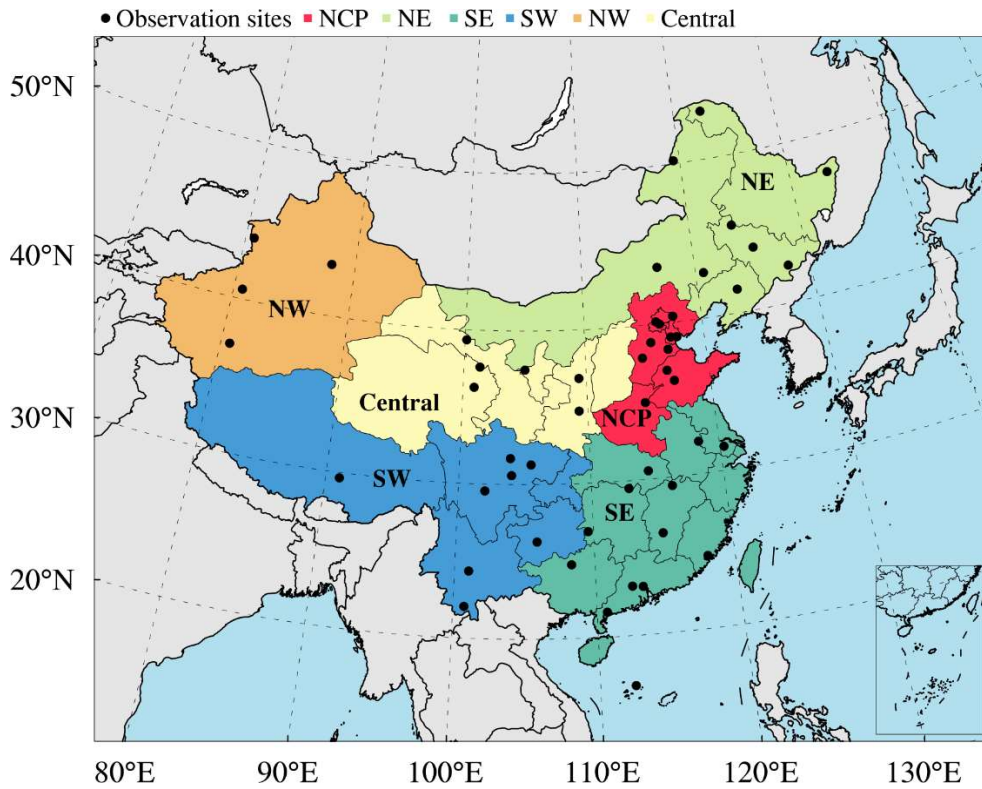 Observation sites NCP NE SE SW NW Central
50°N
NE
40°N
NW
Central
NCP
30°N
SW
SE
20°N
80°E 90°E 100°E 110°E 120°E 130°E